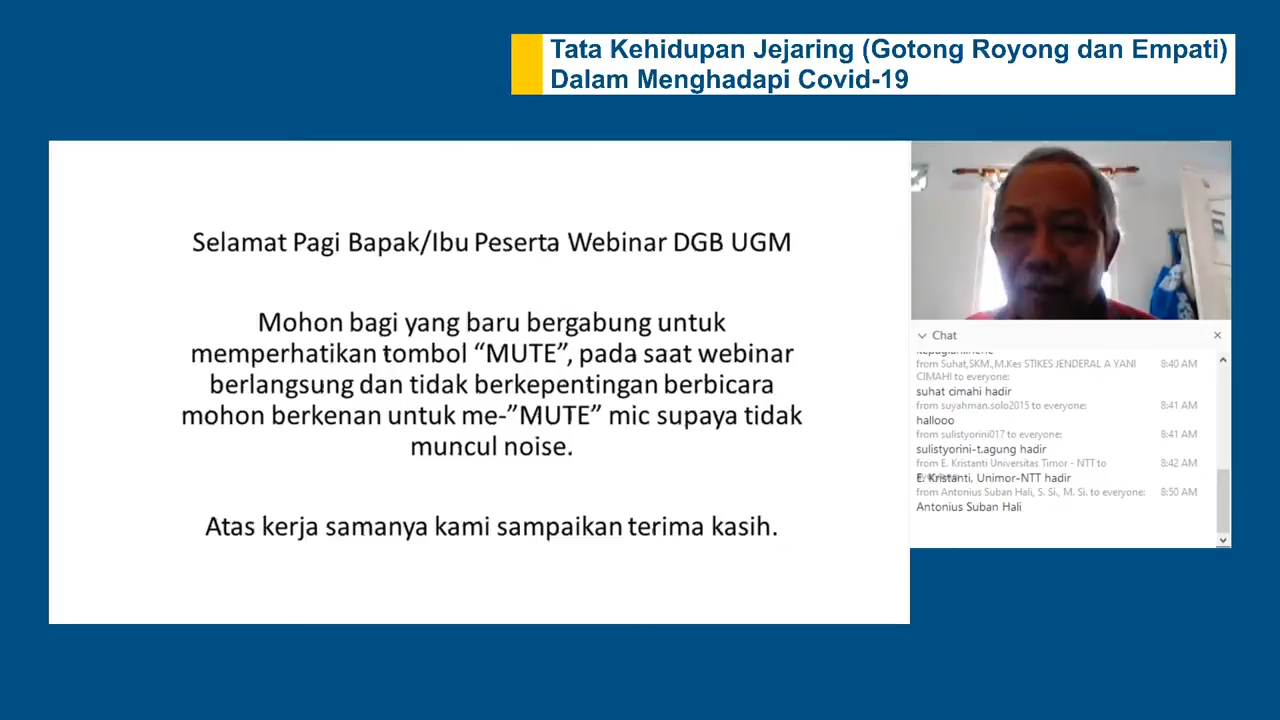 Tata Kehidupan Jejaring (Gotong Royong dan Empati)
Dalam Menghadapi Covid-19
Selamat Pagi Bapak/Ibu Peserta Webinar DGB UGM
Mohon bagi yang baru bergabung untuk
memperhatikan tombol “MUTE”, pada saat webinar
berlangsung dan tidak berkepentingan berbicara
mohon berkenan untuk me-”MUTE” mic supaya tidak
muncul noise.
Atas kerja samanya kami sampaikan terima kasih.
Chat
from Suhat,SKM.,M.Kes STIKES JENDERAL A YANI 8:40 AM
CIMAHI to everyone:
suhat cimahi hadir
from suyahman.solo2015 to everyone: 8:41 AM
hallooo
from sulistyorini017 to everyone: 8:41 AM
sulistyorini-t.agung hadir
from E. Kristanti Universitas Timor - NTT to 8:42 AM
E. Kristanti, Unimor-NTT hadir
from Antonius Suban Hali, S. Si., M. Si. to everyone: 8:50 AM
Antonius Suban Hali